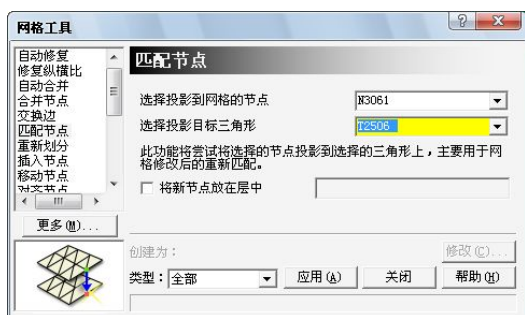 网格工具
自动修复
修复纵横比
自动合并
合并节点
交换边
匹配节点
重新划分
插入节点
移动节点
对齐节点
更多(M)...
匹配节点
选择投影到网格的节点 N3061
选择投影目标三角形 T2506
此功能将尝试将选择的节点投影到选择的三角形上，主要用于网
格修改后的重新匹配。
将新节点放在层中
创建为：
修改(C)...
类型：全部 应用(A) 关闭 帮助(H)